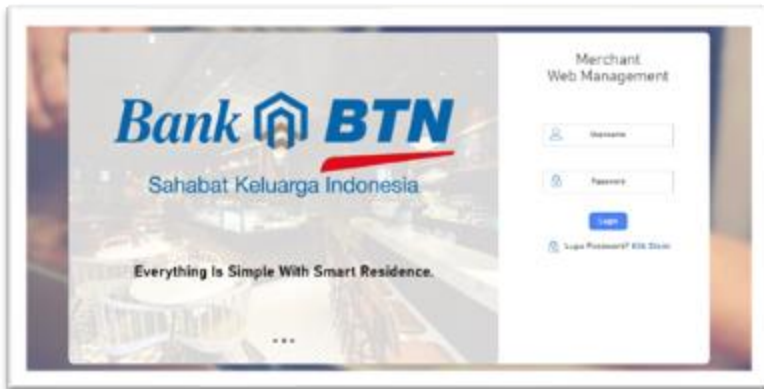 Bank BTN
Sahabat Keluarga Indonesia
Everything Is Simple With Smart Residence.
Merchant
Web Management
Username
Password
Login
Lupa Password? Klik Disini